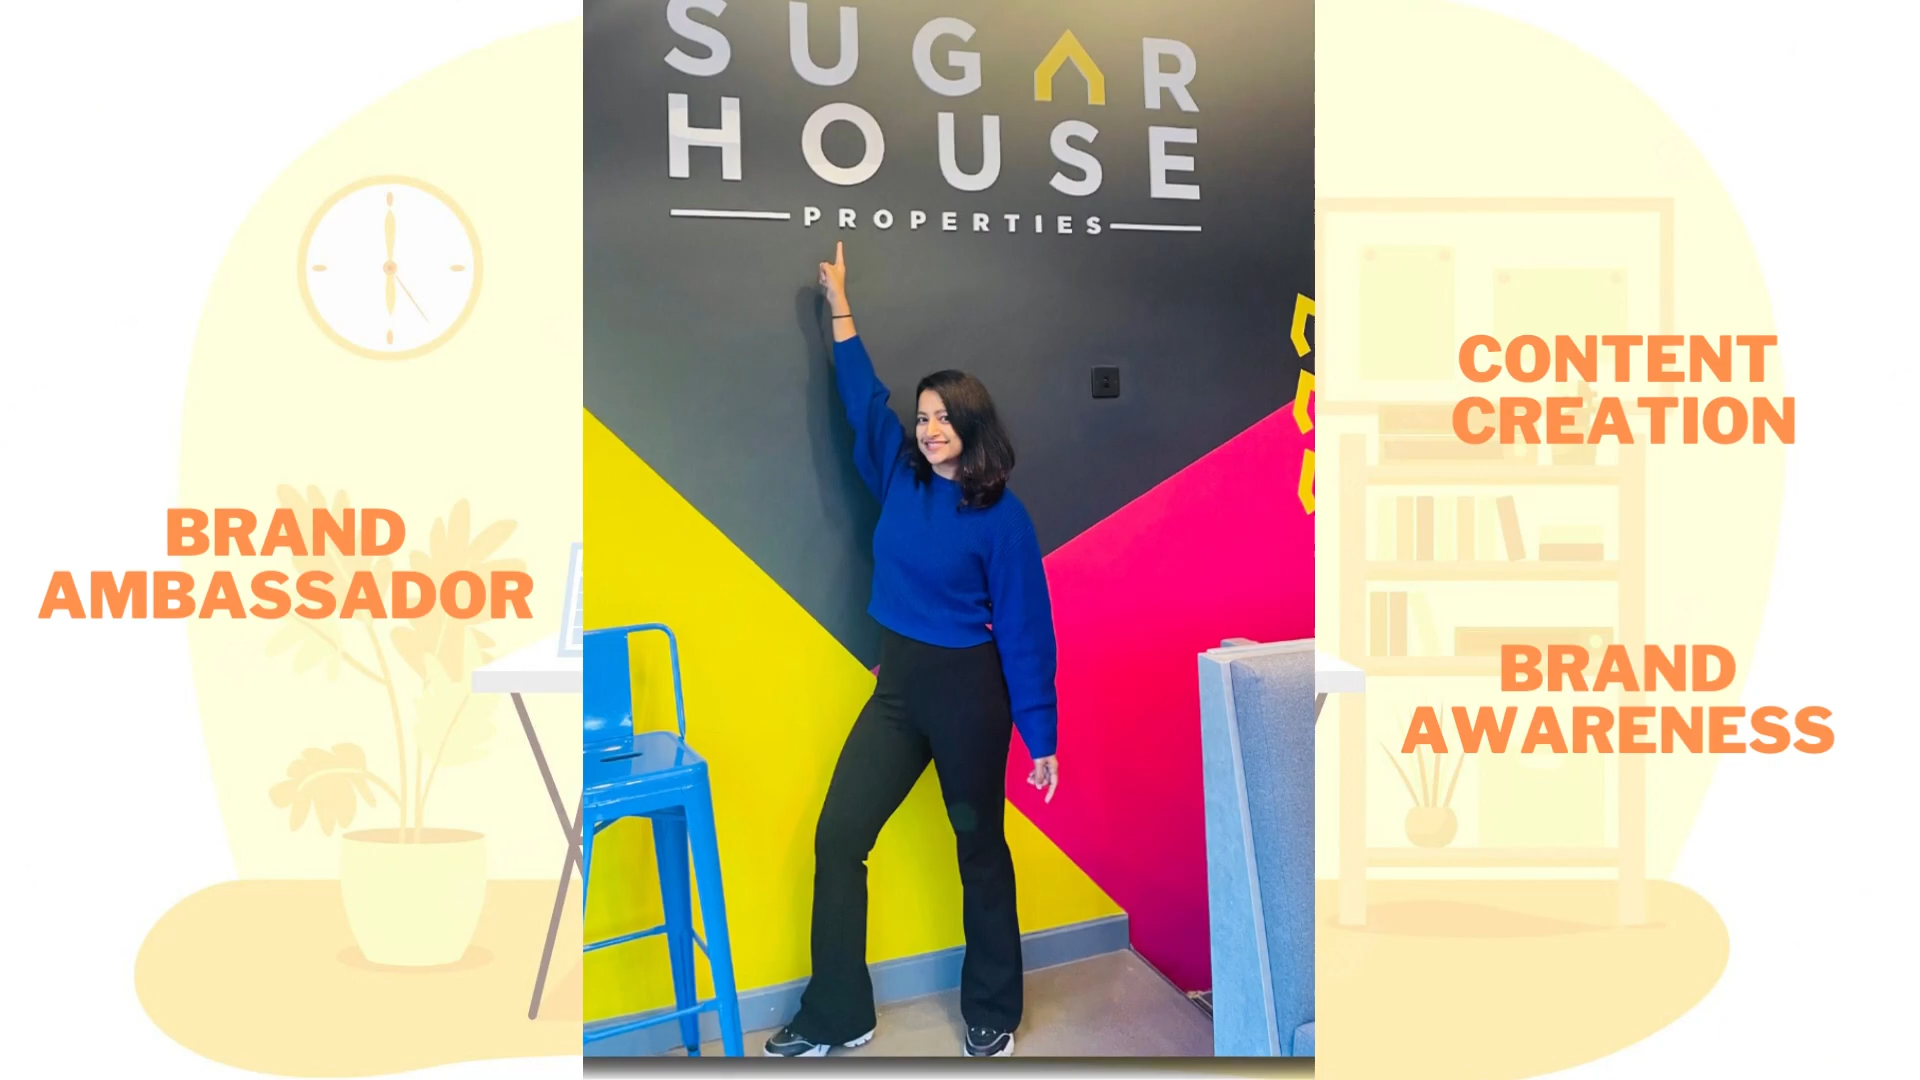 SUGAR
HOUSE
PROPERTIES
BRAND
AMBASSADOR
CONTENT
CREATION
BRAND
AWARENESS